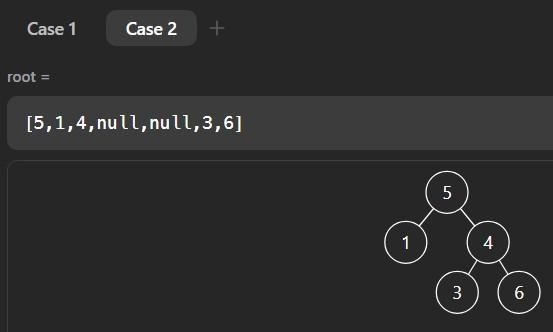 Case 1 Case 2 +
root =
[5,1,4,null,null,3,6]
5
1 4
3 6